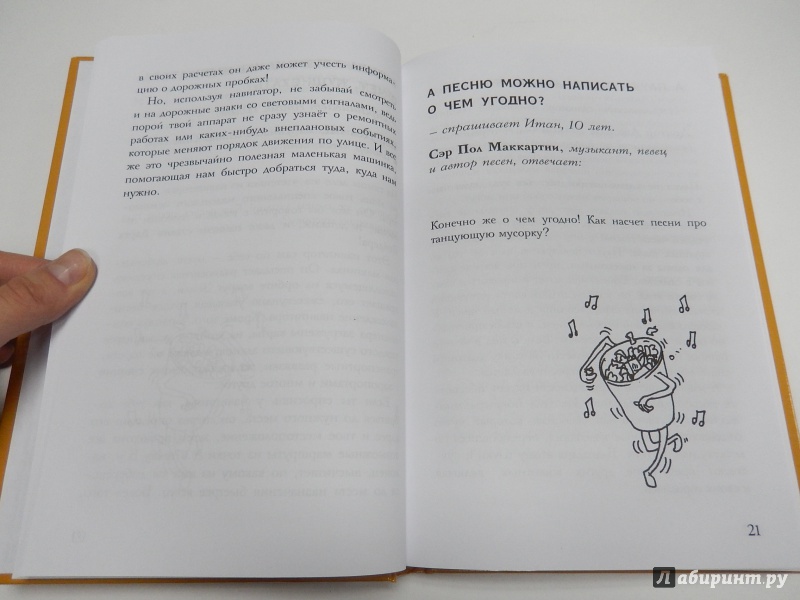 в своих расчетах он даже может учесть информа-
цию о дорожных пробках!
Но, используя навигатор, не забывай смотреть
и на дорожные знаки со световыми сигналами, ведь
порой твой аппарат не сразу узнаёт о ремонтных
работах или каких-нибудь внеплановых событиях,
которые меняют порядок движения по улице. И всё
же это чрезвычайно полезная маленькая машинка,
помогающая нам быстро добраться туда, куда нам
нужно.
А ПЕСНЮ МОЖНО НАПИСАТЬ
О ЧЕМ УГОДНО?
– спрашивает Итан, 10 лет.
Сэр Пол Маккартни, музыкант, певец
и автор песен, отвечает:
Конечно же о чем угодно! Как насчет песни про
танцующую мусорку?
21
Лабиринт.ру